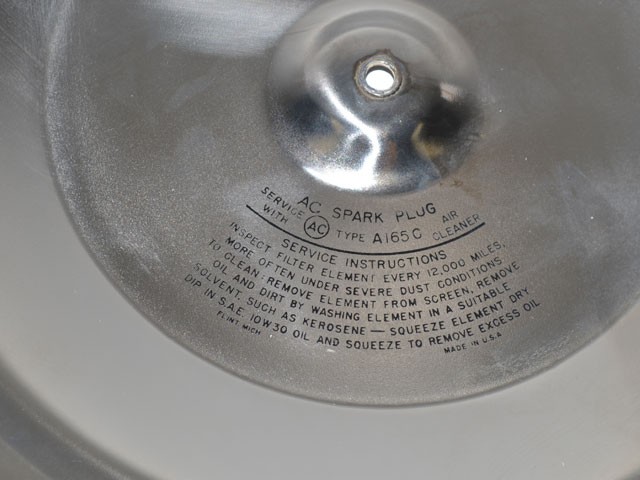 AC SPARK PLUG
SERVICE WITH AC TYPE A165C AIR CLEANER
SERVICE INSTRUCTIONS
INSPECT FILTER ELEMENT EVERY 12,000 MILES,
MORE OFTEN UNDER SEVERE DUST CONDITIONS
TO CLEAN: REMOVE ELEMENT FROM SCREEN, REMOVE
OIL AND DIRT BY WASHING ELEMENT IN A SUITABLE
SOLVENT, SUCH AS KEROSENE — SQUEEZE ELEMENT DRY
DIP IN S.A.E. 10W30 OIL AND SQUEEZE TO REMOVE EXCESS OIL
FLINT, MICH
MADE IN U.S.A